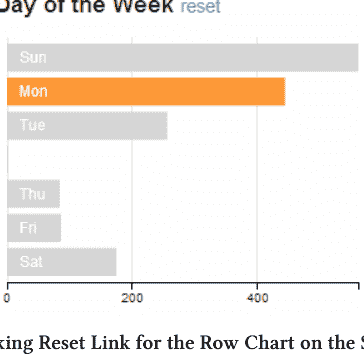 Day of the Week reset
Sun
Mon
Tue
Thu
Fri
Sat
0 200 400
Reset Link for the Row Chart on the